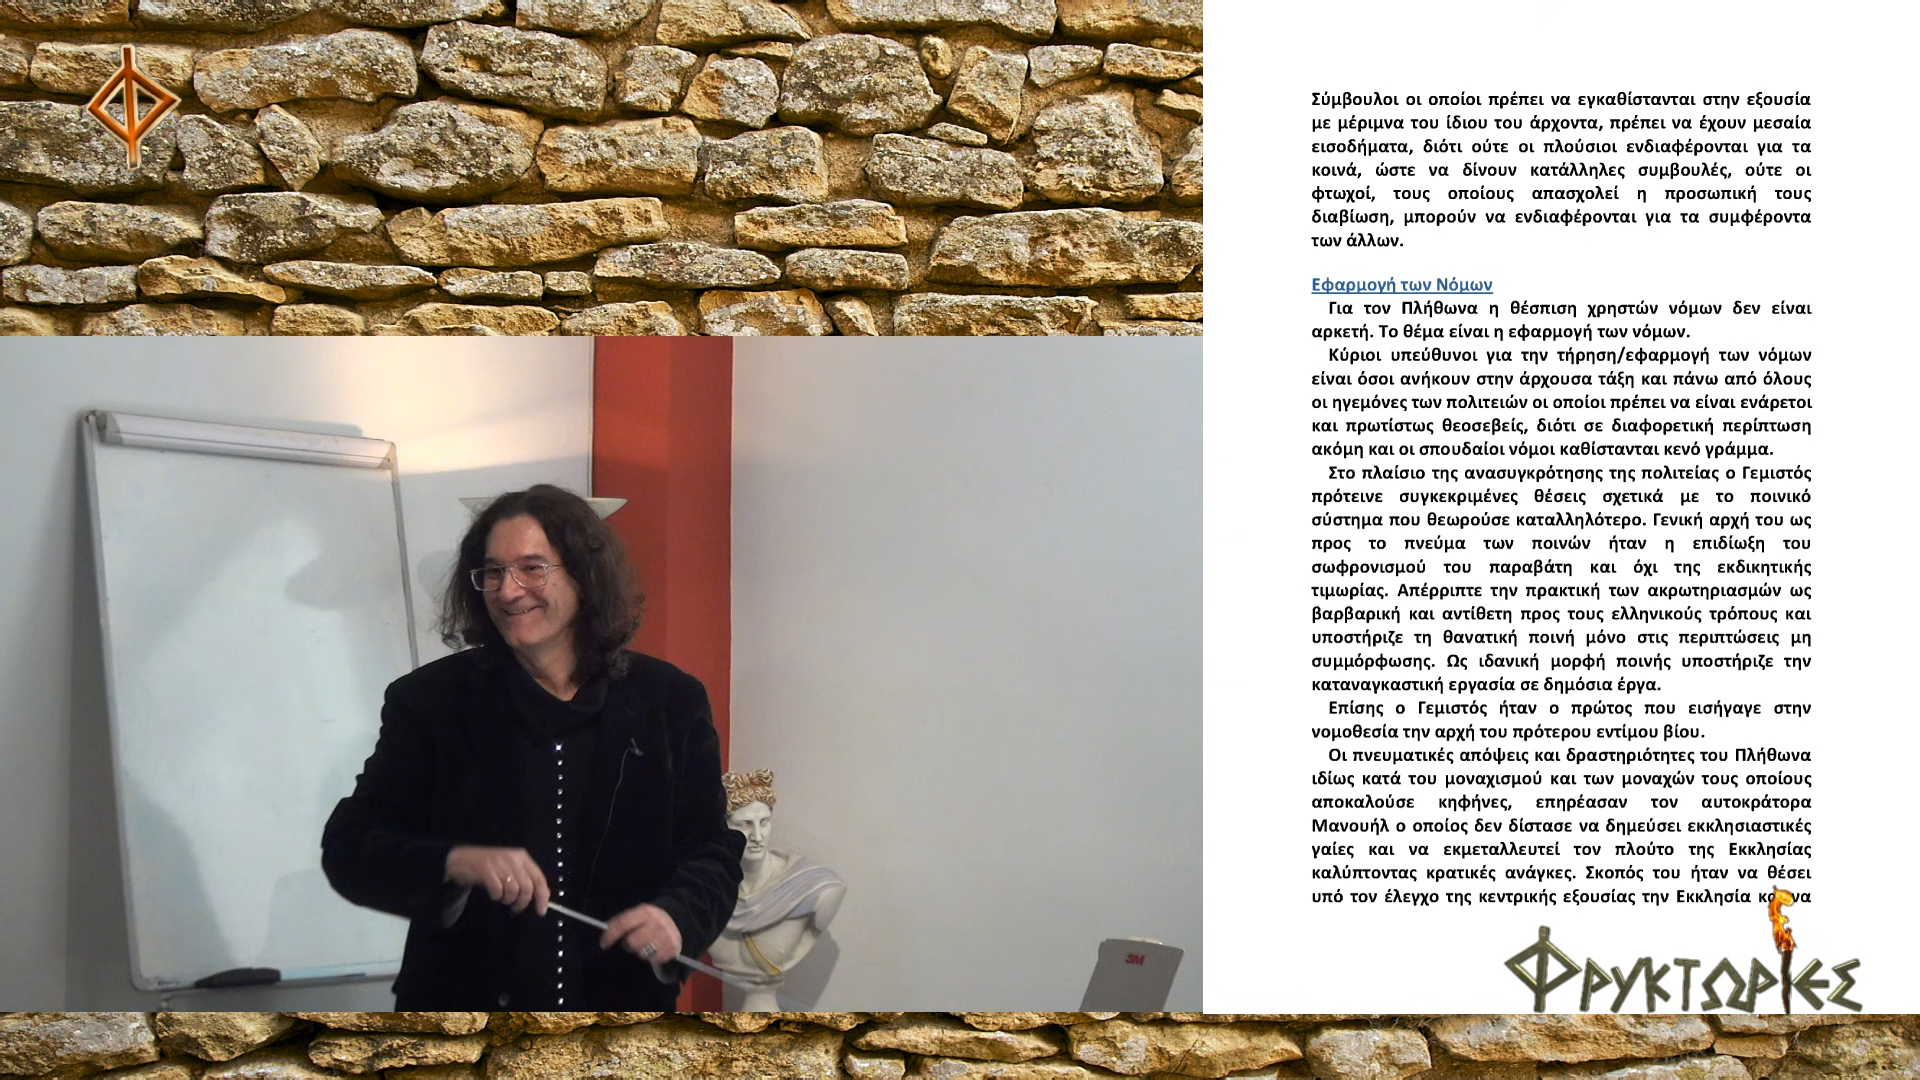 Σύμβουλοι οι οποίοι πρέπει να εγκαθίστανται στην εξουσία
με μέριμνα του ίδιου του άρχοντα, πρέπει να έχουν μεσαία
εισοδήματα, διότι ούτε οι πλούσιοι ενδιαφέρονται για τα
κοινά, ώστε να δίνουν κατάλληλες συμβουλές, ούτε οι
φτωχοί, τους οποίους απασχολεί η προσωπική τους
διαβίωση, μπορούν να ενδιαφέρονται για τα συμφέροντα
των άλλων.
Εφαρμογή των Νόμων
Για τον Πλήθωνα η θέσπιση χρηστών νόμων δεν είναι
αρκετή. Το θέμα είναι η εφαρμογή των νόμων.
Κύριοι υπεύθυνοι για την τήρηση/εφαρμογή των νόμων
είναι όσοι ανήκουν στην άρχουσα τάξη και πάνω από όλους
οι ηγεμόνες των πολιτειών οι οποίοι πρέπει να είναι ενάρετοι
και πρωτίστως θεοσεβείς, διότι σε διαφορετική περίπτωση
ακόμη και οι σπουδαίοι νόμοι καθίστανται κενό γράμμα.
Στο πλαίσιο της ανασυγκρότησης της πολιτείας ο Γεμιστός
πρότεινε συγκεκριμένες θέσεις σχετικά με το ποινικό
σύστημα που θεωρούσε καταλληλότερο. Γενική αρχή του ως
προς το πνεύμα των ποινών ήταν η επιδίωξη του
σωφρονισμού του παραβάτη και όχι της εκδικητικής
τιμωρίας. Απέρριπτε την πρακτική των ακρωτηριασμών ως
βαρβαρική και αντίθετη προς τους ελληνικούς τρόπους και
υποστήριζε τη θανατική ποινή μόνο στις περιπτώσεις μη
συμμόρφωσης. Ως ιδανική μορφή ποινής υποστήριζε την
καταναγκαστική εργασία σε δημόσια έργα.
Επίσης ο Γεμιστός ήταν ο πρώτος που εισήγαγε στην
νομοθεσία την αρχή του πρότερου εντίμου βίου.
Οι πνευματικές απόψεις και δραστηριότητες του Πλήθωνα
ιδίως κατά του μοναχισμού και των μοναχών τους οποίους
αποκαλούσε κηφήνες, επηρέασαν τον αυτοκράτορα
Μανουήλ ο οποίος δεν δίστασε να δημεύσει εκκλησιαστικές
γαίες και να εκμεταλλευτεί τον πλούτο της Εκκλησίας
καλύπτοντας κρατικές ανάγκες. Σκοπός του ήταν να θέσει
υπό τον έλεγχο της κεντρικής εξουσίας την Εκκλησία να
3M
ΦΡΥΚΤΩΡΙΕΣ